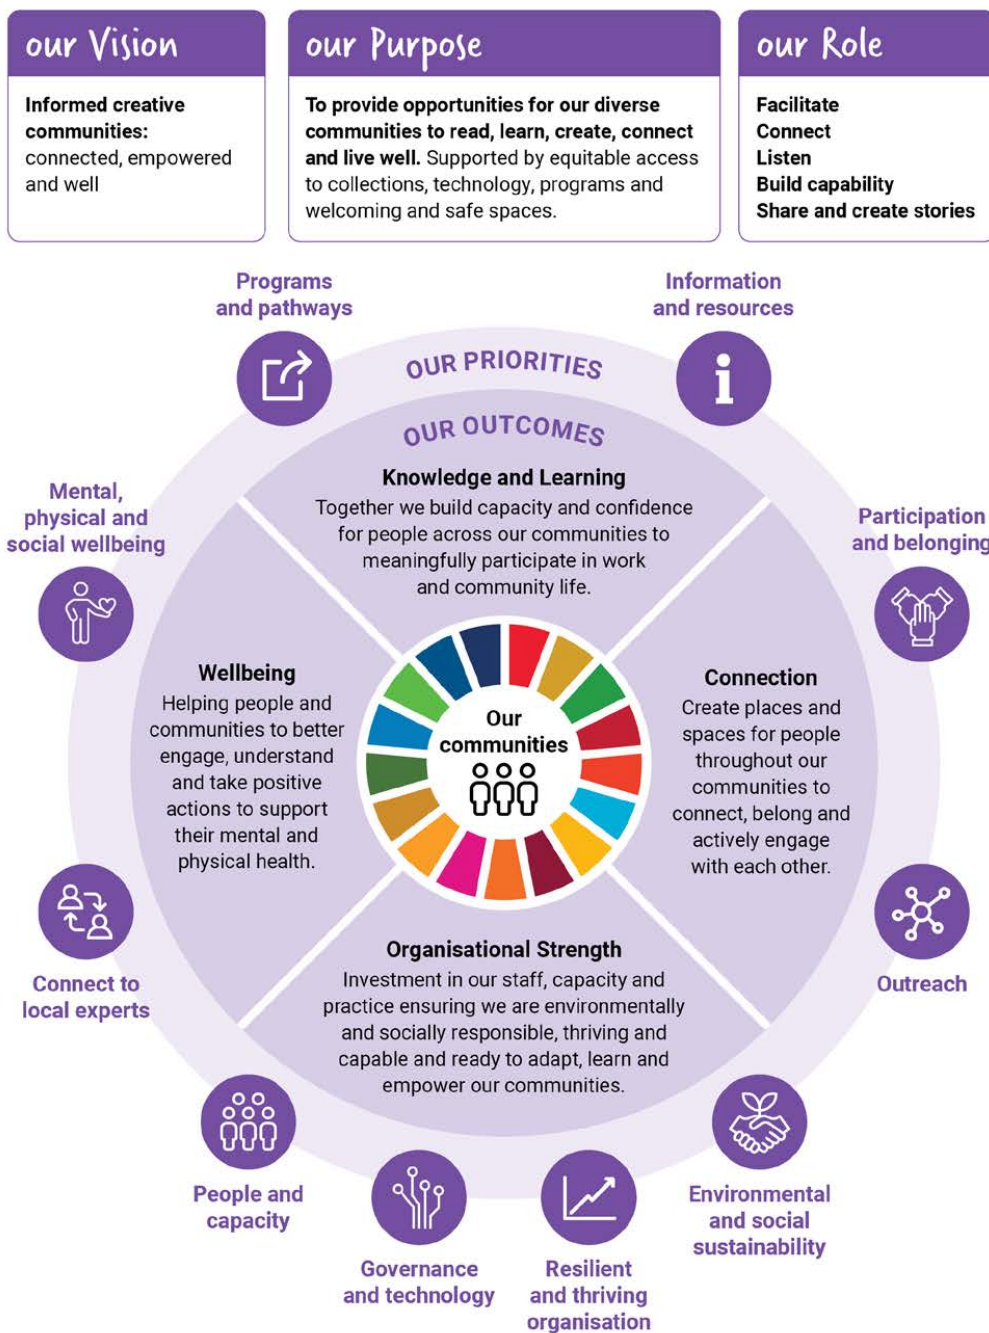 our Vision
Informed creative
communities:
connected, empowered
and well
our Purpose
To provide opportunities for our diverse
communities to read, learn, create, connect
and live well. Supported by equitable access
to collections, technology, programs and
welcoming and safe spaces.
our Role
Facilitate
Connect
Listen
Build capability
Share and create stories
Programs
and pathways
Information
and resources
OUR PRIORITIES
OUR OUTCOMES
Knowledge and Learning
Together we build capacity and confidence
for people across our communities to
meaningfully participate in work
and community life.
Mental,
physical and
social wellbeing
Participation
and belonging
Wellbeing
Helping people and
communities to better
engage, understand
and take positive
actions to support
their mental and
physical health.
Our
communities
Connection
Create places and
spaces for people
throughout our
communities to
connect, belong and
actively engage
with each other.
Connect to
local experts
Outreach
Organisational Strength
Investment in our staff, capacity and
practice ensuring we are environmentally
and socially responsible, thriving and
capable and ready to adapt, learn and
empower our communities.
People and
capacity
Governance
and technology
Resilient
and thriving
organisation
Environmental
and social
sustainability